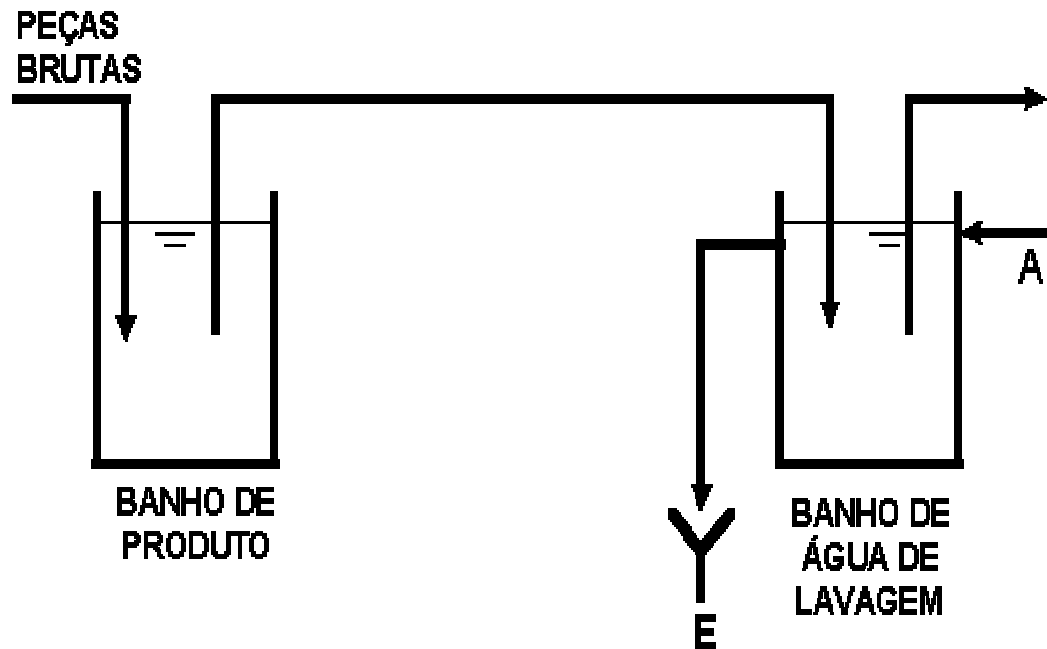 PEÇAS
BRUTAS
A
BANHO DE
PRODUTO
BANHO DE
ÁGUA DE
LAVAGEM
E